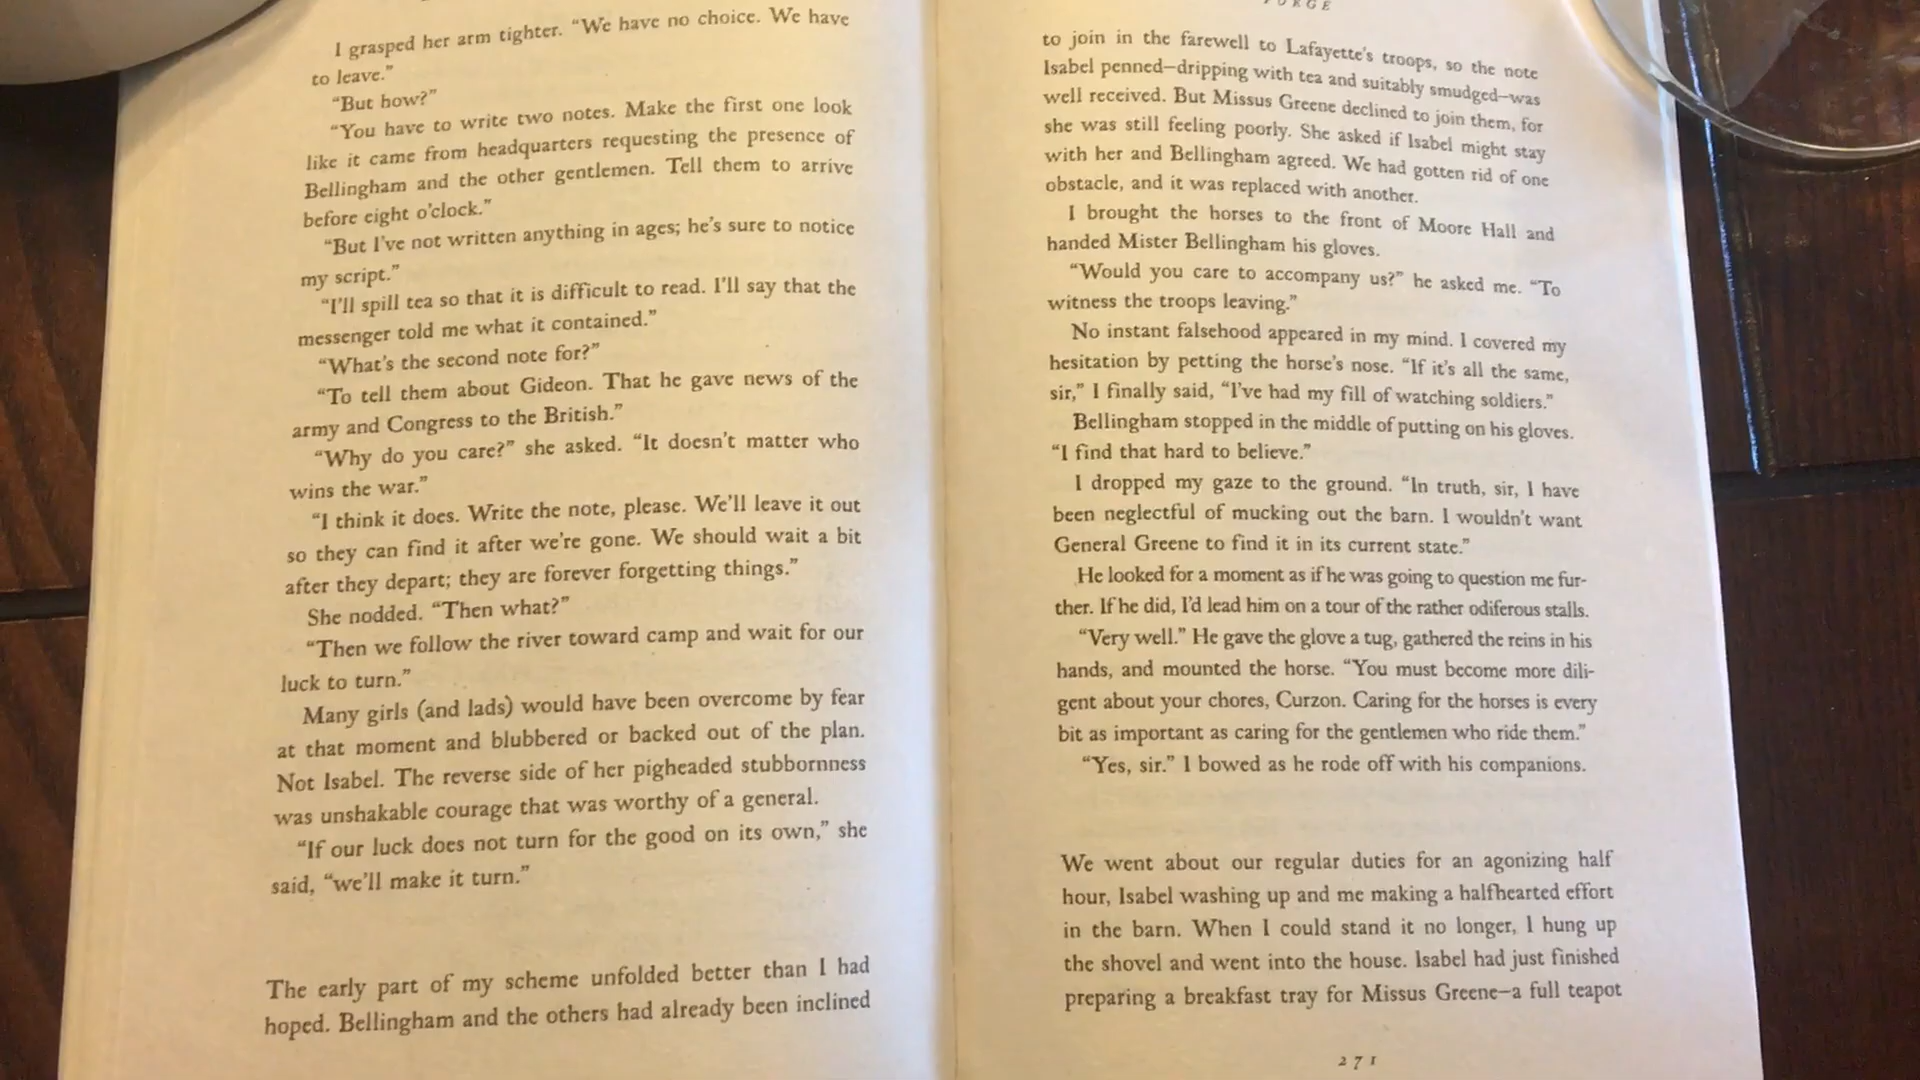 I grasped her arm tighter. “We have no choice. We have
to leave.”
“But how?”
“You have to write two notes. Make the first one look
like it came from headquarters requesting the presence of
Bellingham and the other gentlemen. Tell them to arrive
before eight o’clock.”
“But I’ve not written anything in ages; he’s sure to notice
my script.”
“I’ll spill tea so that it is difficult to read. I’ll say that the
messenger told me what it contained.”
“What’s the second note for?”
“To tell them about Gideon. That he gave news of the
army and Congress to the British.”
“Why do you care?” she asked. “It doesn’t matter who
wins the war.”
“I think it does. Write the note, please. We’ll leave it out
so they can find it after we’re gone. We should wait a bit
after they depart; they are forever forgetting things.”
She nodded. “Then what?”
“Then we follow the river toward camp and wait for our
luck to turn.”
Many girls (and lads) would have been overcome by fear
at that moment and blubbered or backed out of the plan.
Not Isabel. The reverse side of her pigheaded stubbornness
was unshakable courage that was worthy of a general.
“If our luck does not turn for the good on its own,” she
said, “we’ll make it turn.”
The early part of my scheme unfolded better than I had
hoped. Bellingham and the others had already been inclined
FORGE
to join in the farewell to Lafayette’s troops, so the note
Isabel penned—dripping with tea and suitably smudged—was
well received. But Missus Greene declined to join them, for
she was still feeling poorly. She asked if Isabel might stay
with her and Bellingham agreed. We had gotten rid of one
obstacle, and it was replaced with another.
I brought the horses to the front of Moore Hall and
handed Mister Bellingham his gloves.
“Would you care to accompany us?” he asked me. “To
witness the troops leaving.”
No instant falsehood appeared in my mind. I covered my
hesitation by petting the horse’s nose. “If it’s all the same,
sir,” I finally said, “I’ve had my fill of watching soldiers.”
Bellingham stopped in the middle of putting on his gloves.
“I find that hard to believe.”
I dropped my gaze to the ground. “In truth, sir, I have
been neglectful of mucking out the barn. I wouldn’t want
General Greene to find it in its current state.”
He looked for a moment as if he was going to question me fur-
ther. If he did, I’d lead him on a tour of the rather odiferous stalls.
“Very well.” He gave the glove a tug, gathered the reins in his
hands, and mounted the horse. “You must become more dili-
gent about your chores, Curzon. Caring for the horses is every
bit as important as caring for the gentlemen who ride them.”
“Yes, sir.” I bowed as he rode off with his companions.
We went about our regular duties for an agonizing half
hour, Isabel washing up and me making a halfhearted effort
in the barn. When I could stand it no longer, I hung up
the shovel and went into the house. Isabel had just finished
preparing a breakfast tray for Missus Greene—a full teapot
271